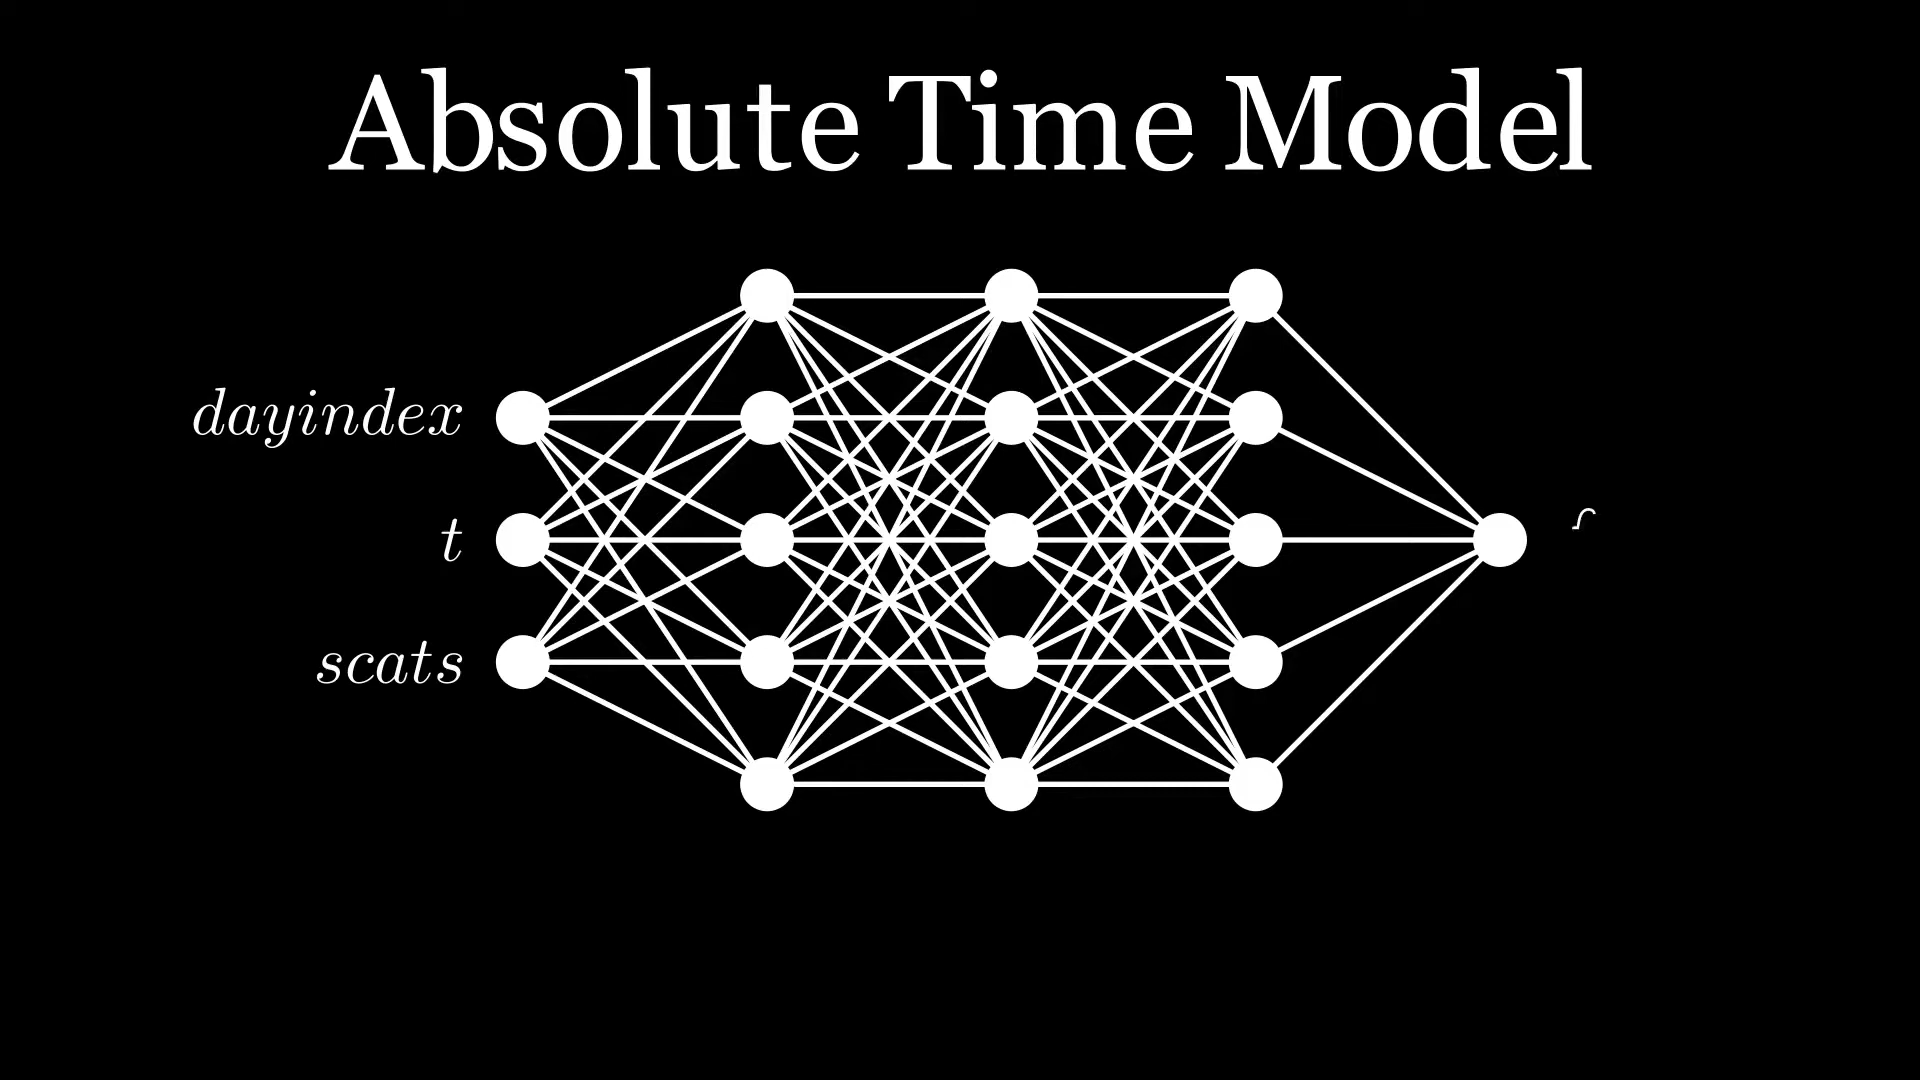 Absolute Time Model
dayindex
t
scats